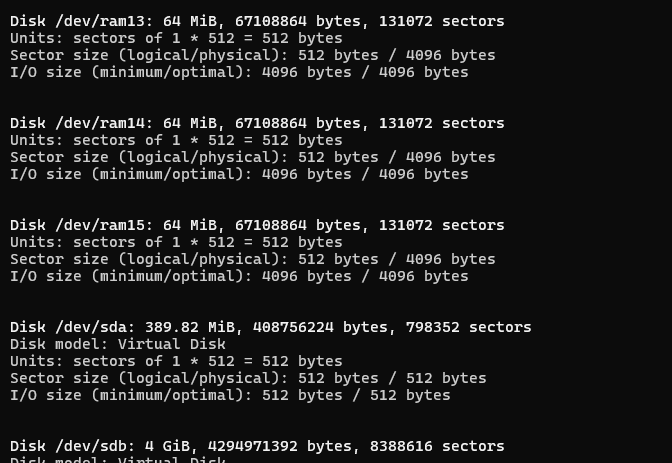 Disk /dev/ram13: 64 MiB, 67108864 bytes, 131072 sectors
Units: sectors of 1 * 512 = 512 bytes
Sector size (logical/physical): 512 bytes / 4096 bytes
I/O size (minimum/optimal): 4096 bytes / 4096 bytes
Disk /dev/ram14: 64 MiB, 67108864 bytes, 131072 sectors
Units: sectors of 1 * 512 = 512 bytes
Sector size (logical/physical): 512 bytes / 4096 bytes
I/O size (minimum/optimal): 4096 bytes / 4096 bytes
Disk /dev/ram15: 64 MiB, 67108864 bytes, 131072 sectors
Units: sectors of 1 * 512 = 512 bytes
Sector size (logical/physical): 512 bytes / 4096 bytes
I/O size (minimum/optimal): 4096 bytes / 4096 bytes
Disk /dev/sda: 389.82 MiB, 408756224 bytes, 798352 sectors
Disk model: Virtual Disk
Units: sectors of 1 * 512 = 512 bytes
Sector size (logical/physical): 512 bytes / 512 bytes
I/O size (minimum/optimal): 512 bytes / 512 bytes
Disk /dev/sdb: 4 GiB, 4294971392 bytes, 8388616 sectors
Disk model: Virtual Disk